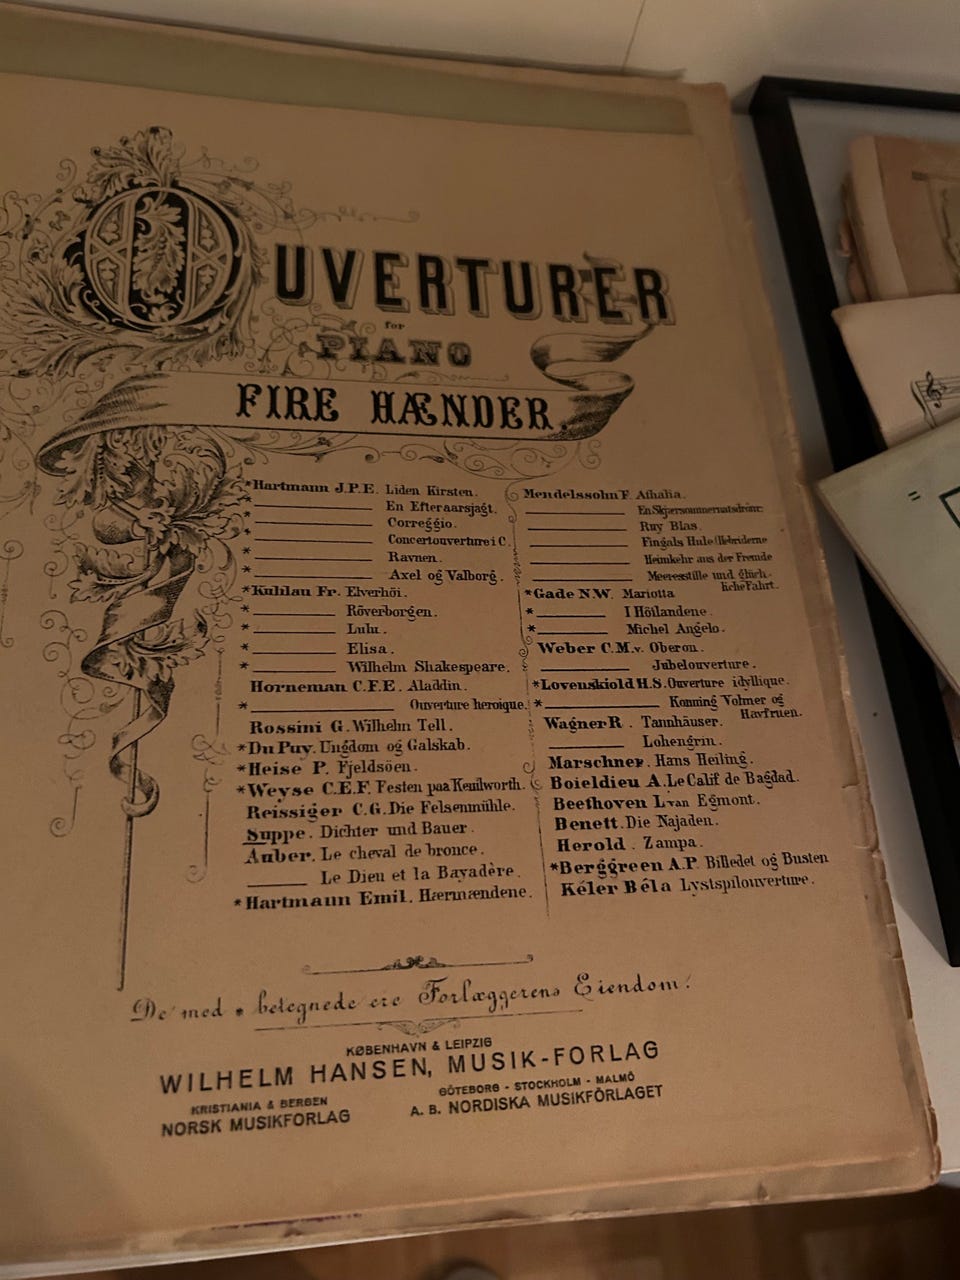 OUVERTURER
for
PIANO
FIRE HÆNDER.
*Hartmann J.P.E. Liden Kirsten.
* En Efteraarsjagt.
* Correggio.
* Concertouverture i C.
* Ravnen.
* Axel og Valborg.
*Kuhlau Fr. Elverhöi.
* Röverborgen.
* Lulu.
* Elisa.
* Wilhelm Shakespeare.
Horneman C.F.E. Aladdin.
* Ouverture heroique.
Rossini G. Wilhelm Tell.
*Du Puy. Ungdom og Galskab.
*Heise P. Fjeldsöen.
*Weyse C.E.F. Festen paa Kenilworth.
Reissiger C.G. Die Felsenmühle.
Suppe. Dichter und Bauer.
Auber. Le cheval de bronce.
Le Dieu et la Bayadère.
*Hartmann Emil. Hærmændene.
Mendelssohn F. Athalia.
En Skjærsommernatsdröm.
Ruy Blas.
Fingals Hule (Hebriderne
Heimkehr aus der Fremde
Meeresstille und glück-
liche Fahrt.
*Gade N.W. Mariotta
* I Höilandene.
* Michel Angelo.
Weber C.M.v. Oberon.
Jubelouverture.
*Lovenskiold H.S. Ouverture idyllique.
* Konning Volmer og
Havfruen.
Wagner R. Tannhäuser.
Lohengrin.
Marschner. Hans Heiling.
Boieldieu A. Le Calif de Bagdad.
Beethoven L. van Egmont.
Benett. Die Najaden.
Herold. Zampa.
*Berggreen A.P. Billedet og Busten
Kéler Béla Lystspilouverture.
De med * betegnede ere Forlæggerens Eiendom.
KØBENHAVN & LEIPZIG
WILHELM HANSEN, MUSIK-FORLAG
KRISTIANIA & BERGEN
NORSK MUSIKFORLAG
GÖTEBORG - STOCKHOLM - MALMÖ
A. B. NORDISKA MUSIKFÖRLAGET